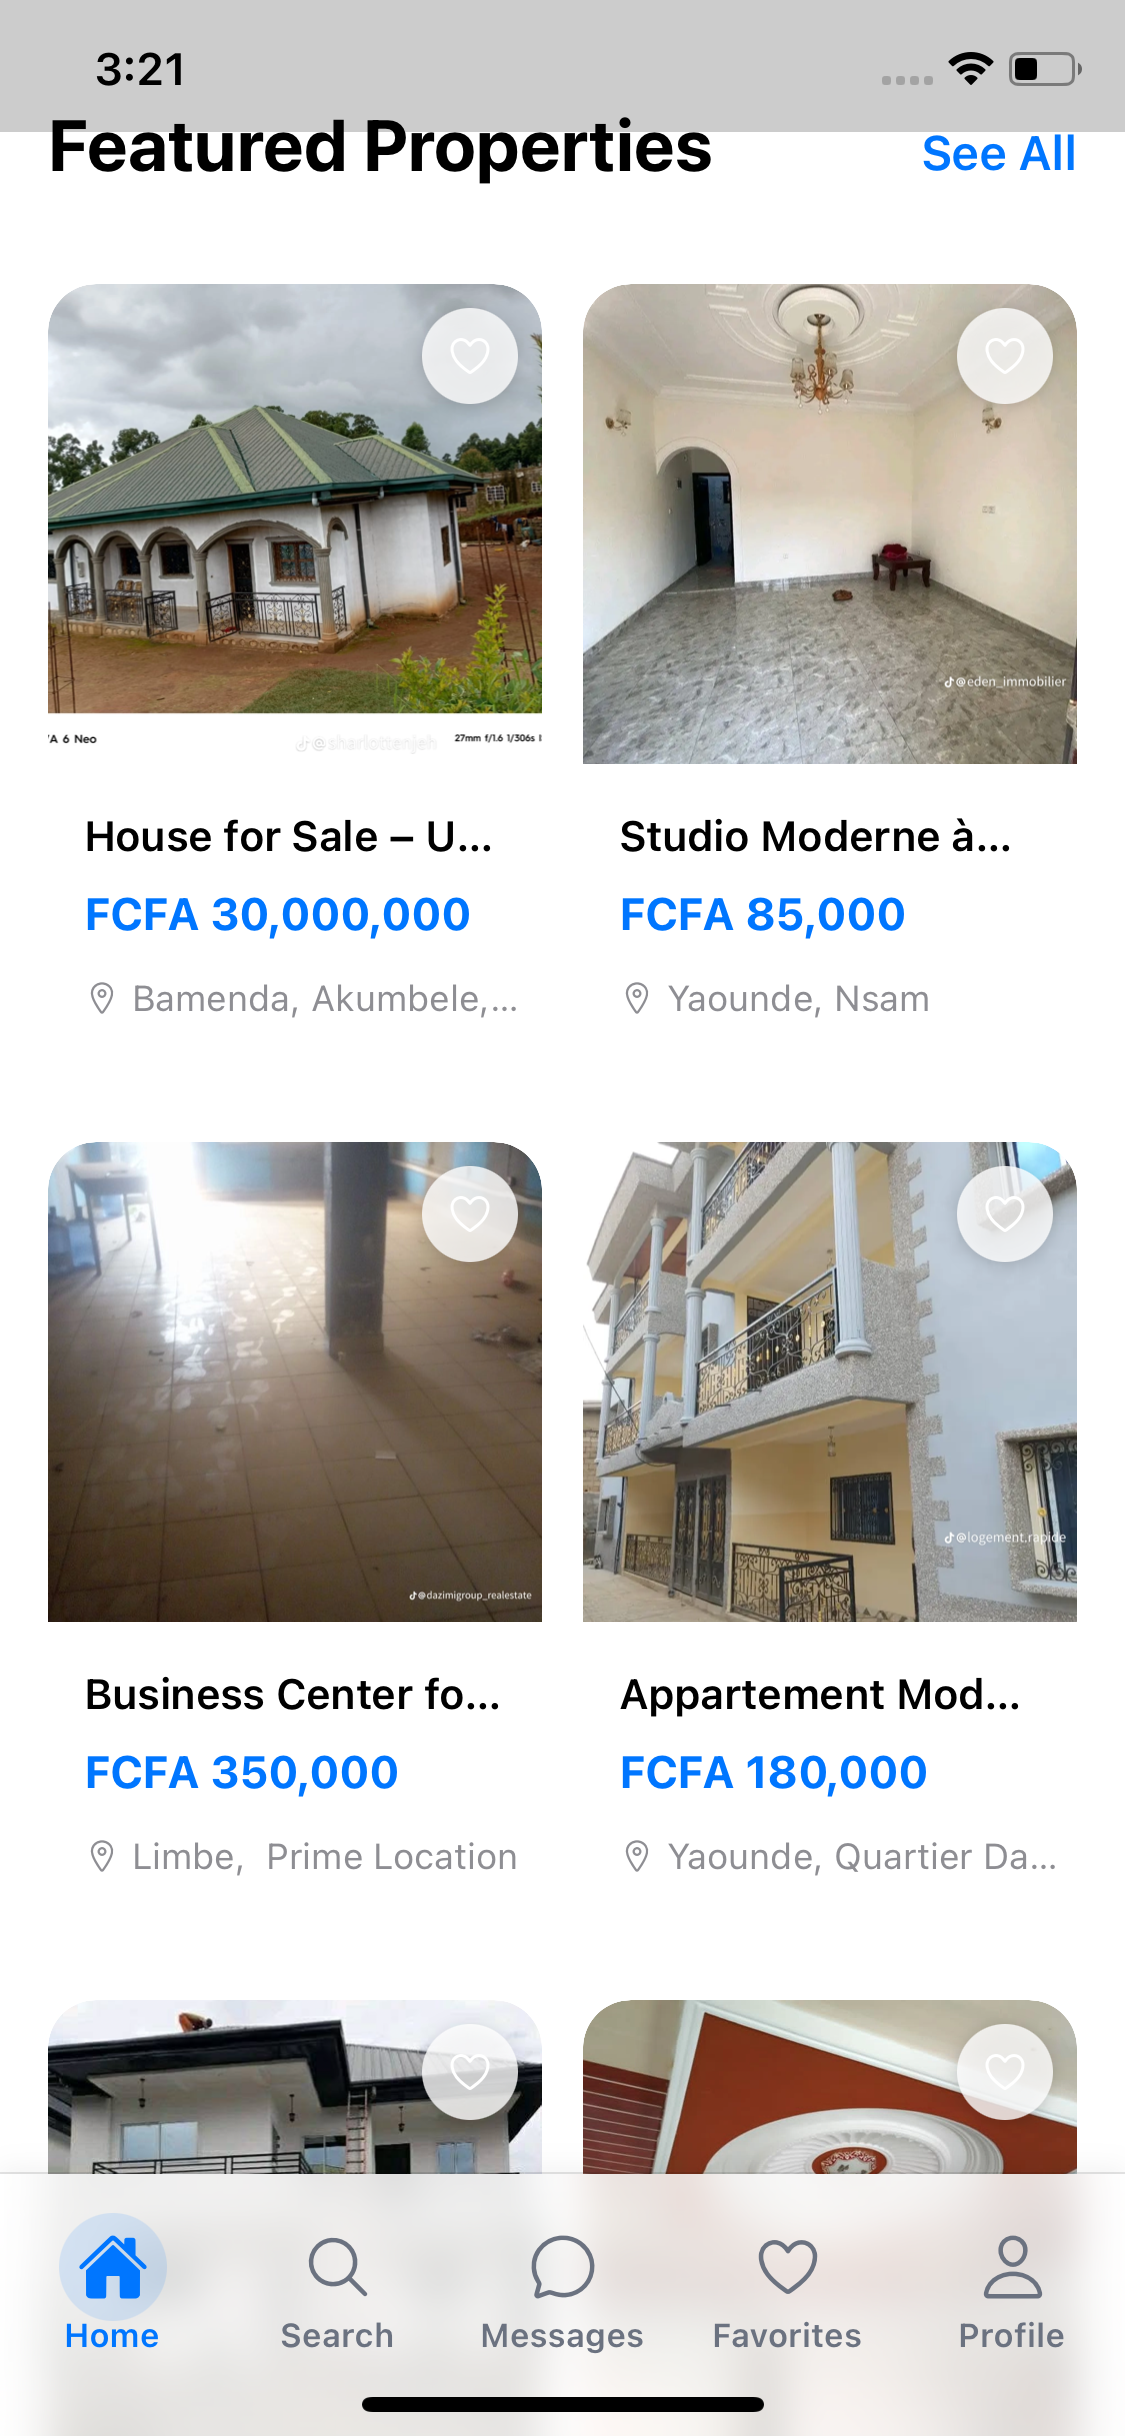 3:21
Featured Properties
See All
A 6 Neo
@sharlottenjeh
27mm f/1.6 1/306s
@eden_immobilier
House for Sale – U...
Studio Moderne à...
FCFA 30,000,000
FCFA 85,000
Bamenda, Akumbele,...
Yaounde, Nsam
@dazimigroup_realestate
@logement.rapide
Business Center fo...
Appartement Mod...
FCFA 350,000
FCFA 180,000
Limbe,  Prime Location
Yaounde, Quartier Da...
Home
Search
Messages
Favorites
Profile